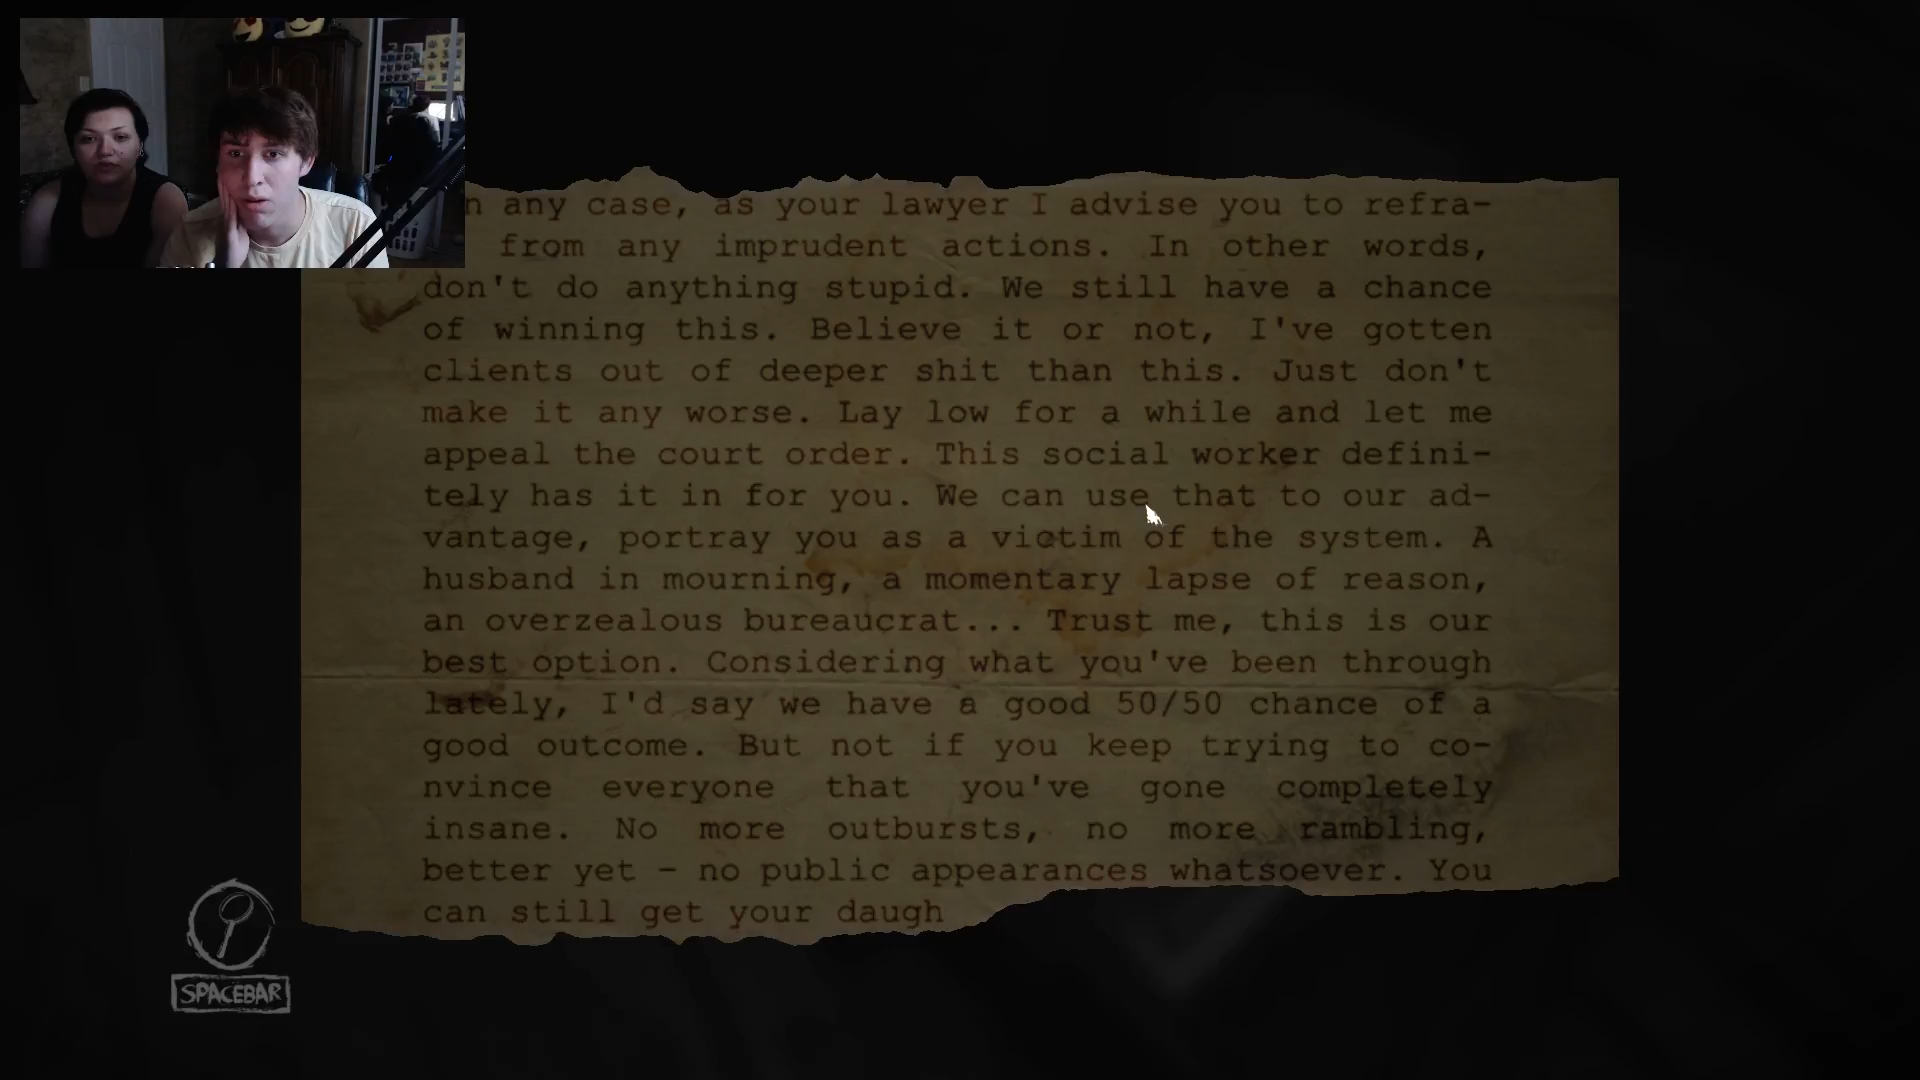 n any case, as your lawyer I advise you to refra-
from any imprudent actions. In other words,
don't do anything stupid. We still have a chance
of winning this. Believe it or not, I've gotten
clients out of deeper shit than this. Just don't
make it any worse. Lay low for a while and let me
appeal the court order. This social worker defini-
tely has it in for you. We can use that to our ad-
vantage, portray you as a victim of the system. A
husband in mourning, a momentary lapse of reason,
an overzealous bureaucrat... Trust me, this is our
best option. Considering what you've been through
lately, I'd say we have a good 50/50 chance of a
good outcome. But not if you keep trying to co-
nvince everyone that you've gone completely
insane. No more outbursts, no more rambling,
better yet - no public appearances whatsoever. You
can still get your daugh
SPACEBAR